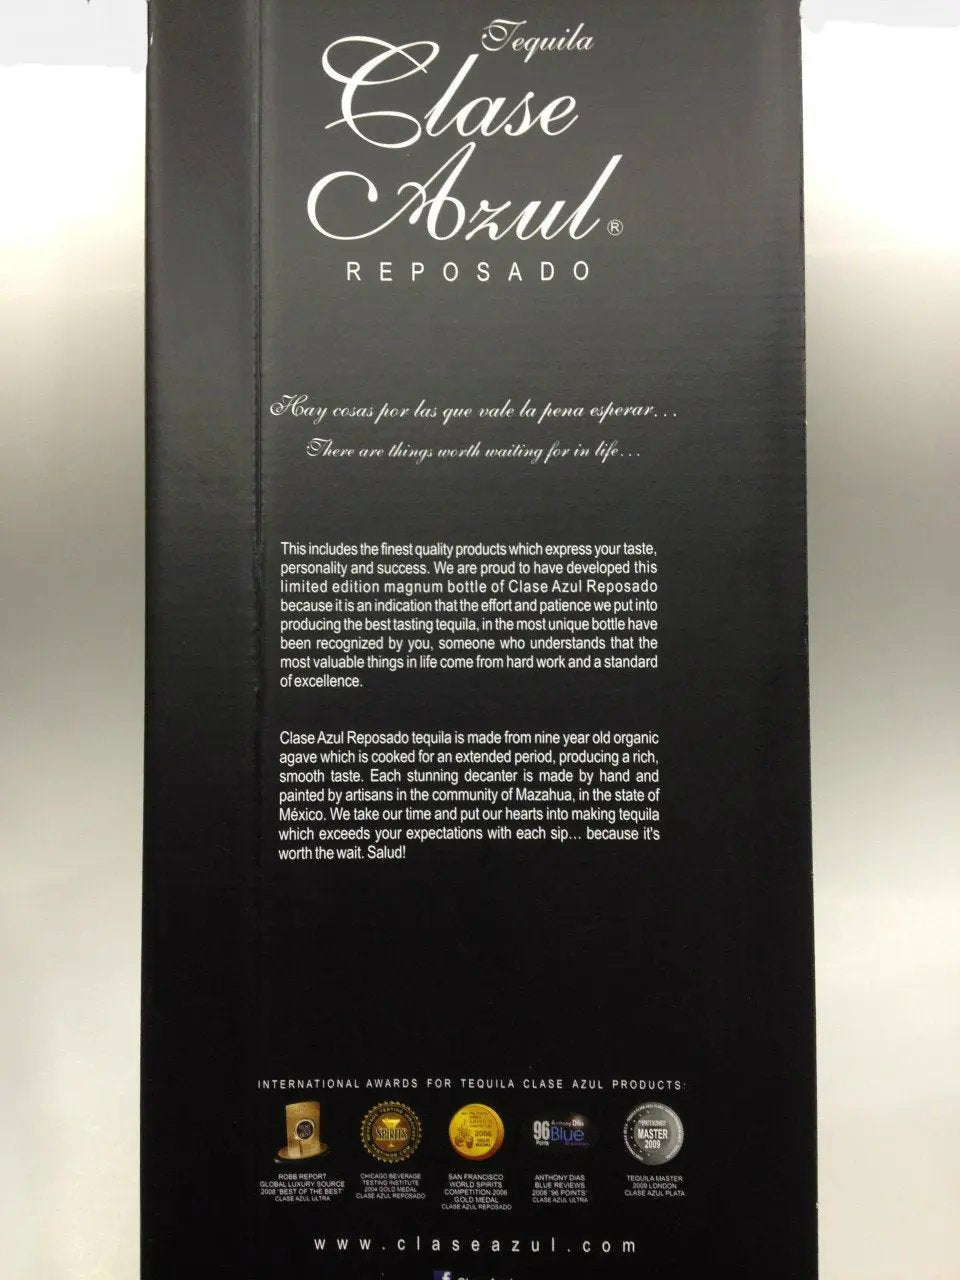 Tequila
Clase
Azul®
REPOSADO
Hay cosas por las que vale la pena esperar...
There are things worth waiting for in life...
This includes the finest quality products which express your taste,
personality and success. We are proud to have developed this
limited edition magnum bottle of Clase Azul Reposado
because it is an indication that the effort and patience we put into
producing the best tasting tequila, in the most unique bottle have
been recognized by you, someone who understands that the
most valuable things in life come from hard work and a standard
of excellence.
Clase Azul Reposado tequila is made from nine year old organic
agave which is cooked for an extended period, producing a rich,
smooth taste. Each stunning decanter is made by hand and
painted by artisans in the community of Mazahua, in the state of
México. We take our time and put our hearts into making tequila
which exceeds your expectations with each sip... because it's
worth the wait. Salud!
INTERNATIONAL AWARDS FOR TEQUILA CLASE AZUL PRODUCTS:
SPIRITS
2006
96
Points
Anthony Dias
Blue
MASTER
2009
ROBB REPORT
GLOBAL LUXURY SOURCE
2008 "BEST OF THE BEST"
CLASE AZUL ULTRA
CHICAGO BEVERAGE
TESTING INSTITUTE
2004 GOLD MEDAL
CLASE AZUL REPOSADO
SAN FRANCISCO
WORLD SPIRITS
COMPETITION 2006
GOLD MEDAL
CLASE AZUL REPOSADO
ANTHONY DIAS
BLUE REVIEWS
2008 "96 POINTS"
CLASE AZUL ULTRA
TEQUILA MASTER
2009 LONDON
CLASE AZUL PLATA
www.claseazul.com